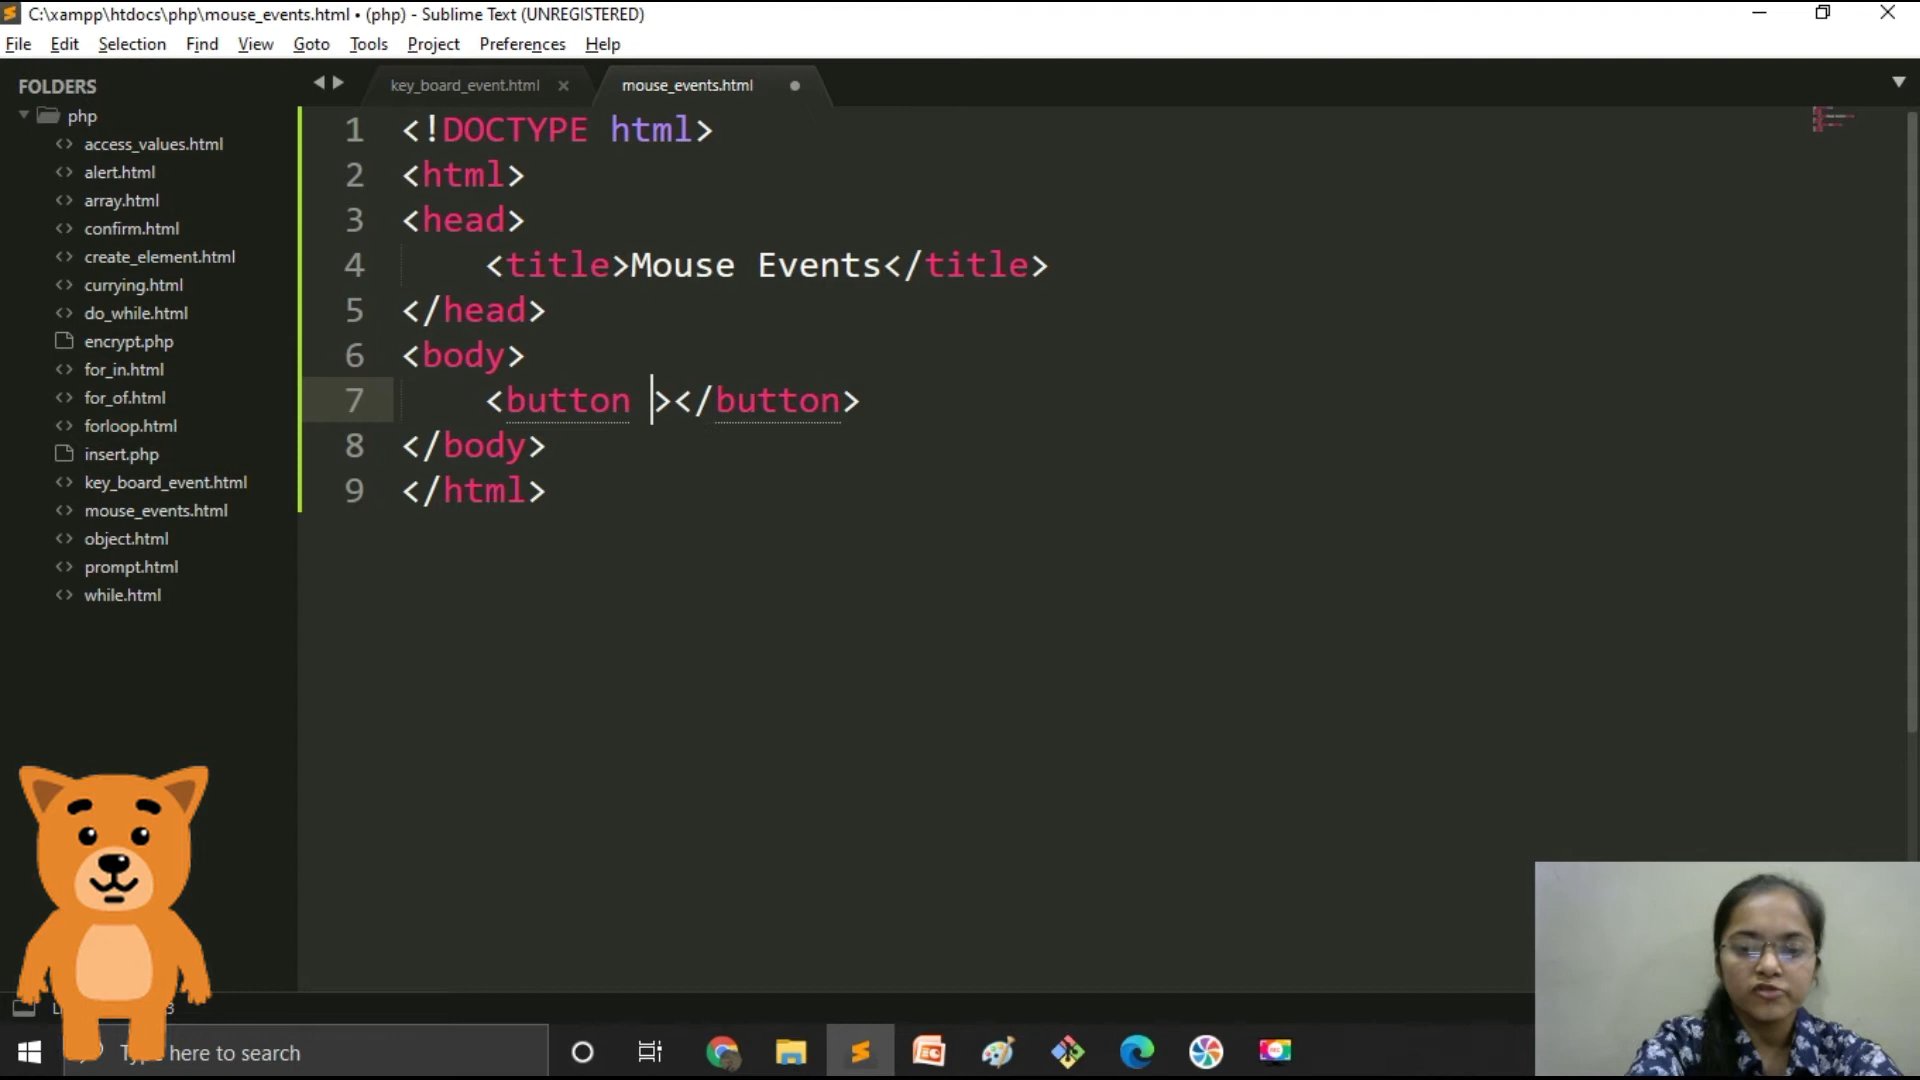 C:\xampp\htdocs\php\mouse_events.html • (php) - Sublime Text (UNREGISTERED)
File Edit Selection Find View Goto Tools Project Preferences Help
FOLDERS
php
access_values.html
alert.html
array.html
confirm.html
create_element.html
currying.html
do_while.html
encrypt.php
for_in.html
for_of.html
forloop.html
insert.php
key_board_event.html
mouse_events.html
object.html
prompt.html
while.html
key_board_event.html mouse_events.html
1 <!DOCTYPE html>
2 <html>
3 <head>
4 <title>Mouse Events</title>
5 </head>
6 <body>
7 <button ></button>
8 </body>
9 </html>
here to search